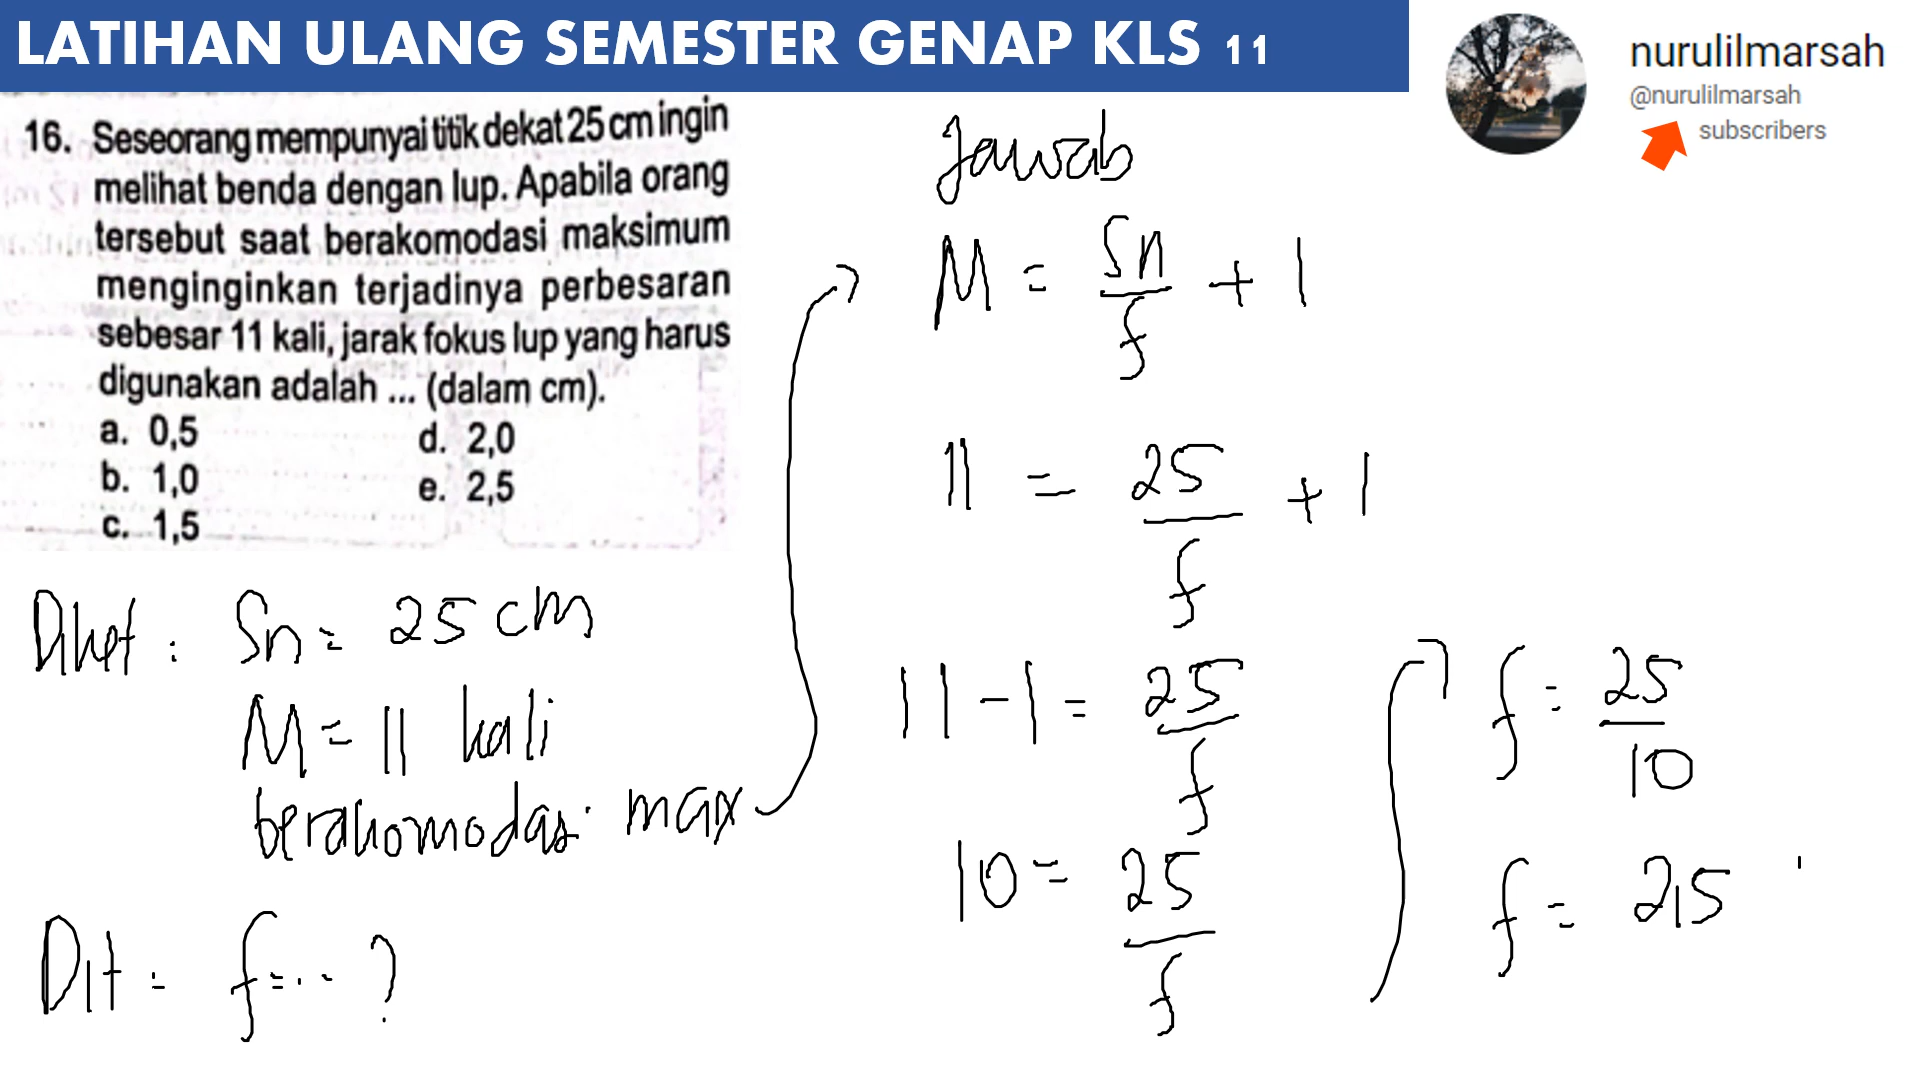 LATIHAN ULANG SEMESTER GENAP KLS 11
nurulilmarsah
@nurulilmarsah
subscribers
16. Seseorang mempunyai titik dekat 25 cm ingin
melihat benda dengan lup. Apabila orang
tersebut saat berakomodasi maksimum
menginginkan terjadinya perbesaran
sebesar 11 kali, jarak fokus lup yang harus
digunakan adalah ... (dalam cm).
a. 0,5
b. 1,0
c. 1,5
d. 2,0
e. 2,5
Diket : Sn = 25 cm
M = 11 kali
berakomodasi max
Dit = f = ... ?
Jawab
M = Sn/f + 1
11 = 25/f + 1
11 - 1 = 25/f
10 = 25/f
f = 25/10
f = 2,5